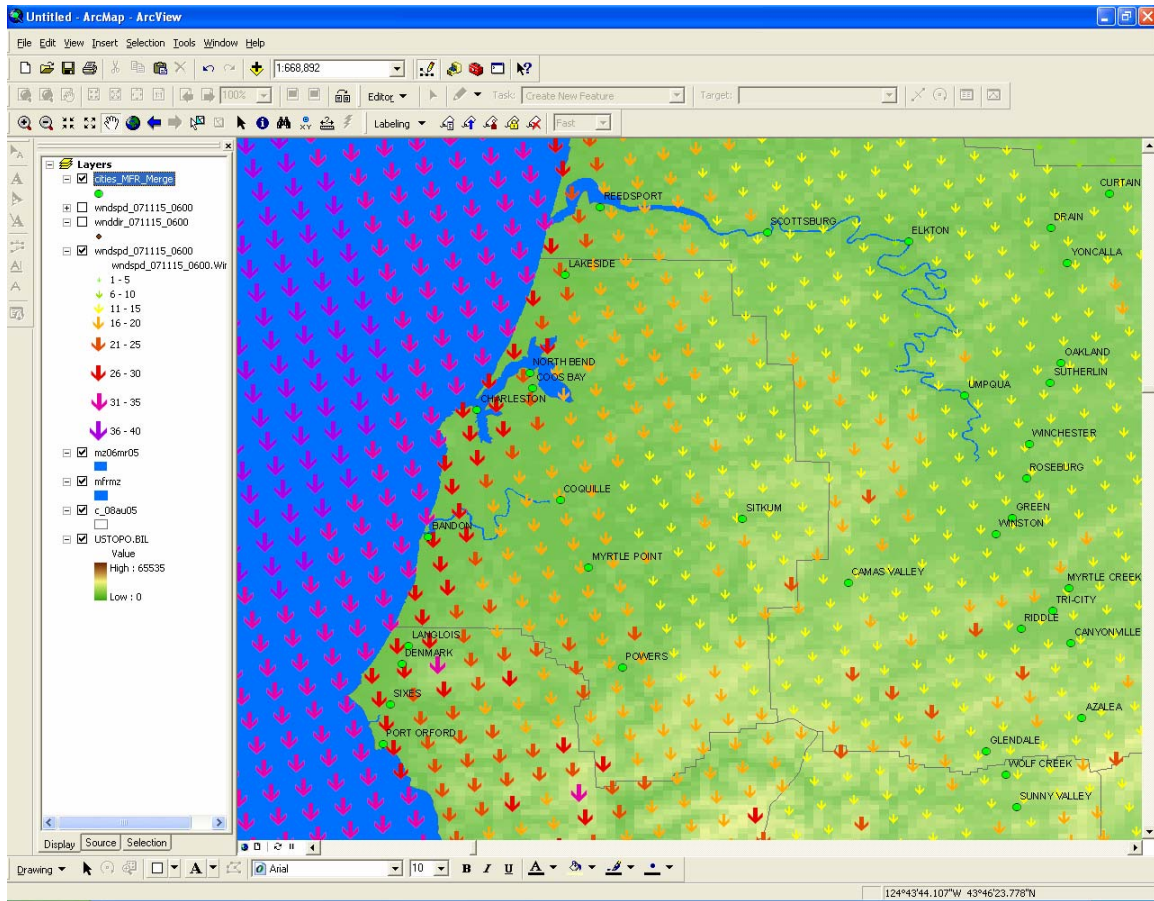 Untitled - ArcMap - ArcView
File Edit View Insert Selection Tools Window Help
1:668,892
100% Editor Task: Create New Feature Target:
Labeling Fast
Layers
cities_MFR_Merge
wndspd_071115_0600
wnddir_071115_0600
wndspd_071115_0600
wndspd_071115_0600.Wir
1 - 5
6 - 10
11 - 15
16 - 20
21 - 25
26 - 30
31 - 35
36 - 40
mz06mr05
mfrmz
c_08au05
USTOPO.BIL
Value
High : 65535
Low : 0
CURTAIN
REEDSPORT
DRAIN
SCOTTSBURG
ELKTON
YONCALLA
LAKESIDE
OAKLAND
NORTH BEND
SUTHERLIN
COOS BAY
UMPQUA
CHARLESTON
WINCHESTER
ROSEBURG
COQUILLE
SITKUM
GREEN
BANDON
WINSTON
MYRTLE POINT
CAMAS VALLEY
MYRTLE CREEK
TRI-CITY
RIDDLE
LANGLOIS
CANYONVILLE
DENMARK
POWERS
SIXES
AZALEA
PORT ORFORD
GLENDALE
WOLF CREEK
SUNNY VALLEY
Display Source Selection
Drawing A Arial 10 B I U A
124°43'44.107"W 43°46'23.778"N